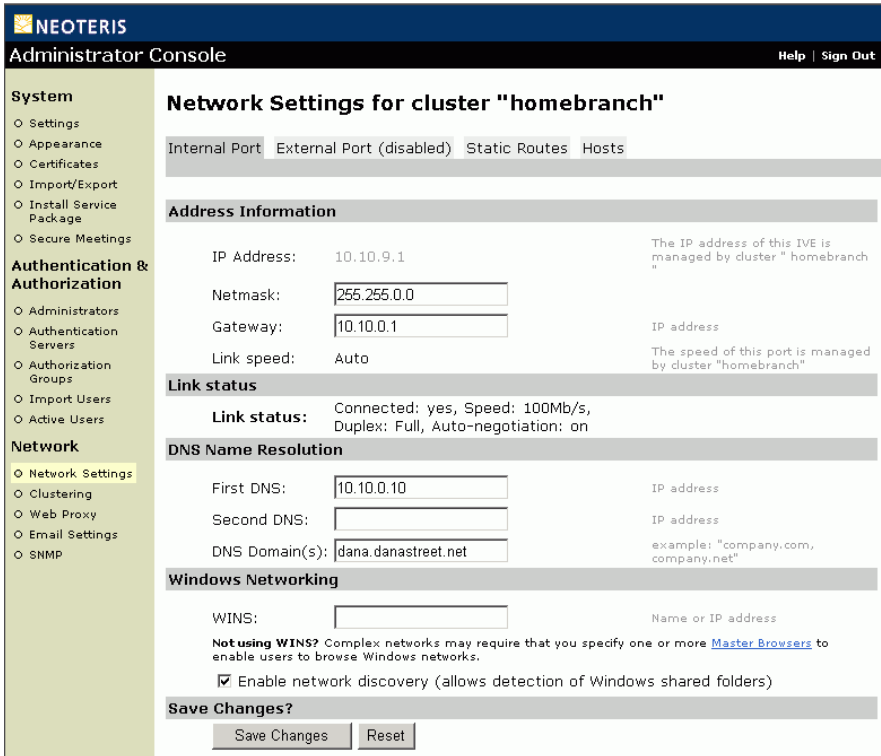 NEOTERIS
Administrator Console
Help | Sign Out
System
Settings
Appearance
Certificates
Import/Export
Install Service
Package
Secure Meetings
Authentication &
Authorization
Administrators
Authentication
Servers
Authorization
Groups
Import Users
Active Users
Network
Network Settings
Clustering
Web Proxy
Email Settings
SNMP
Network Settings for cluster "homebranch"
Internal Port External Port (disabled) Static Routes Hosts
Address Information
IP Address: 10.10.9.1
The IP address of this IVE is
managed by cluster " homebranch
"
Netmask: 255.255.0.0
Gateway: 10.10.0.1 IP address
Link speed: Auto
The speed of this port is managed
by cluster "homebranch"
Link status
Link status: Connected: yes, Speed: 100Mb/s,
Duplex: Full, Auto-negotiation: on
DNS Name Resolution
First DNS: 10.10.0.10 IP address
Second DNS: IP address
DNS Domain(s): dana.danastreet.net
example: "company.com,
company.net"
Windows Networking
WINS: Name or IP address
Not using WINS? Complex networks may require that you specify one or more Master Browsers to
enable users to browse Windows networks.
Enable network discovery (allows detection of Windows shared folders)
Save Changes?
Save Changes Reset